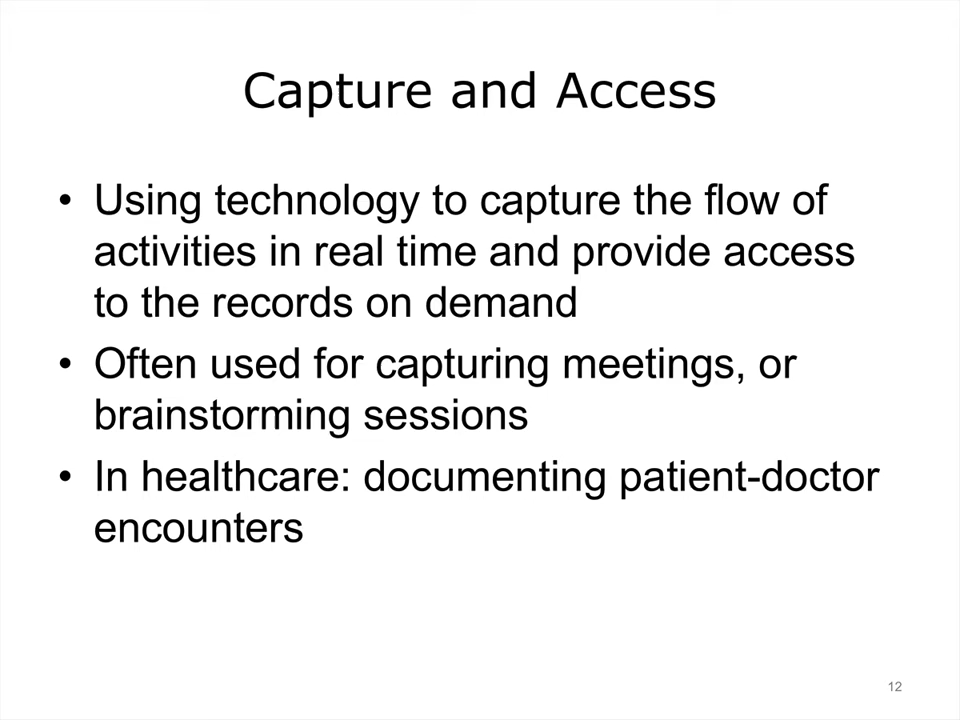 Capture and Access
• Using technology to capture the flow of
activities in real time and provide access
to the records on demand
• Often used for capturing meetings, or
brainstorming sessions
• In healthcare: documenting patient-doctor
encounters
12